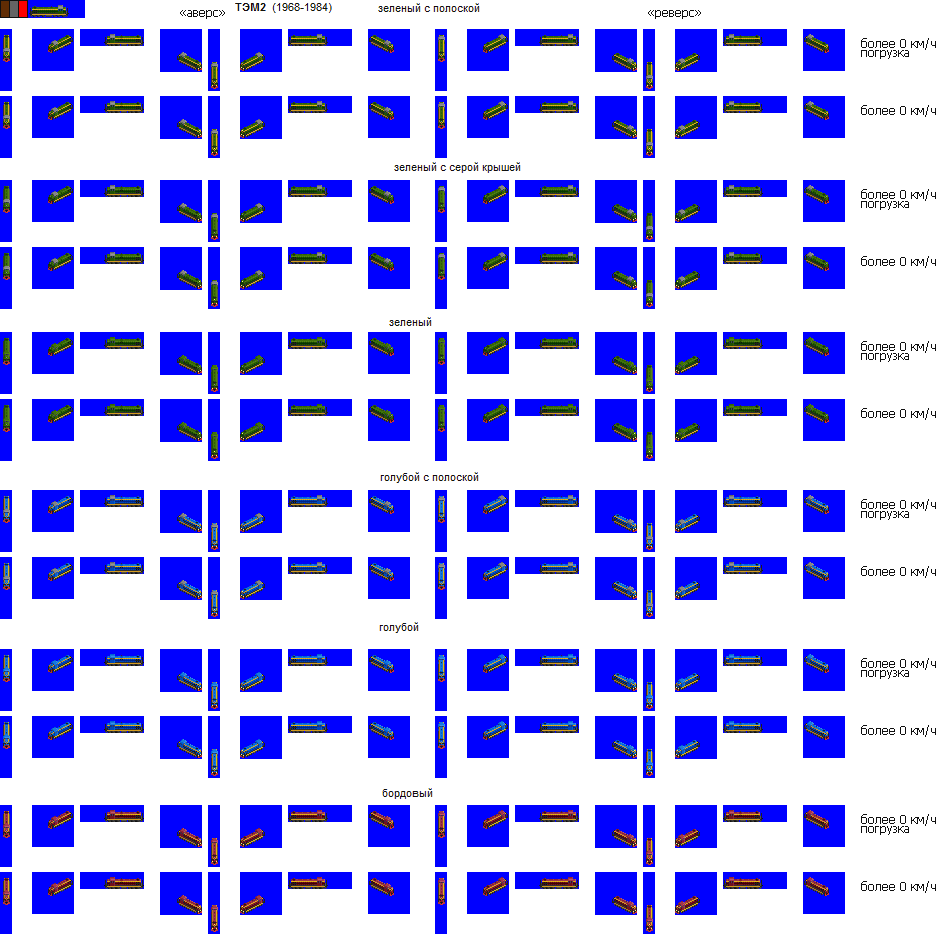 «аверс» ТЭМ2 (1968-1984) зеленый с полоской «реверс»
более 0 км/ч
погрузка
более 0 км/ч
зеленый с серой крышей
более 0 км/ч
погрузка
более 0 км/ч
зеленый
более 0 км/ч
погрузка
более 0 км/ч
голубой с полоской
более 0 км/ч
погрузка
более 0 км/ч
голубой
более 0 км/ч
погрузка
более 0 км/ч
бордовый
более 0 км/ч
погрузка
более 0 км/ч